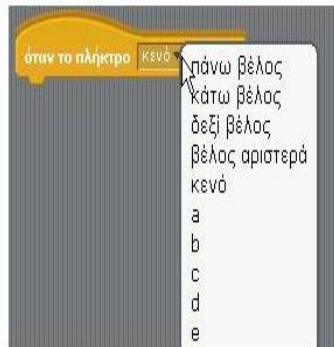 όταν το πλήκτρο κενό
πάνω βέλος
κάτω βέλος
δεξί βέλος
βέλος αριστερά
κενό
a
b
c
d
e